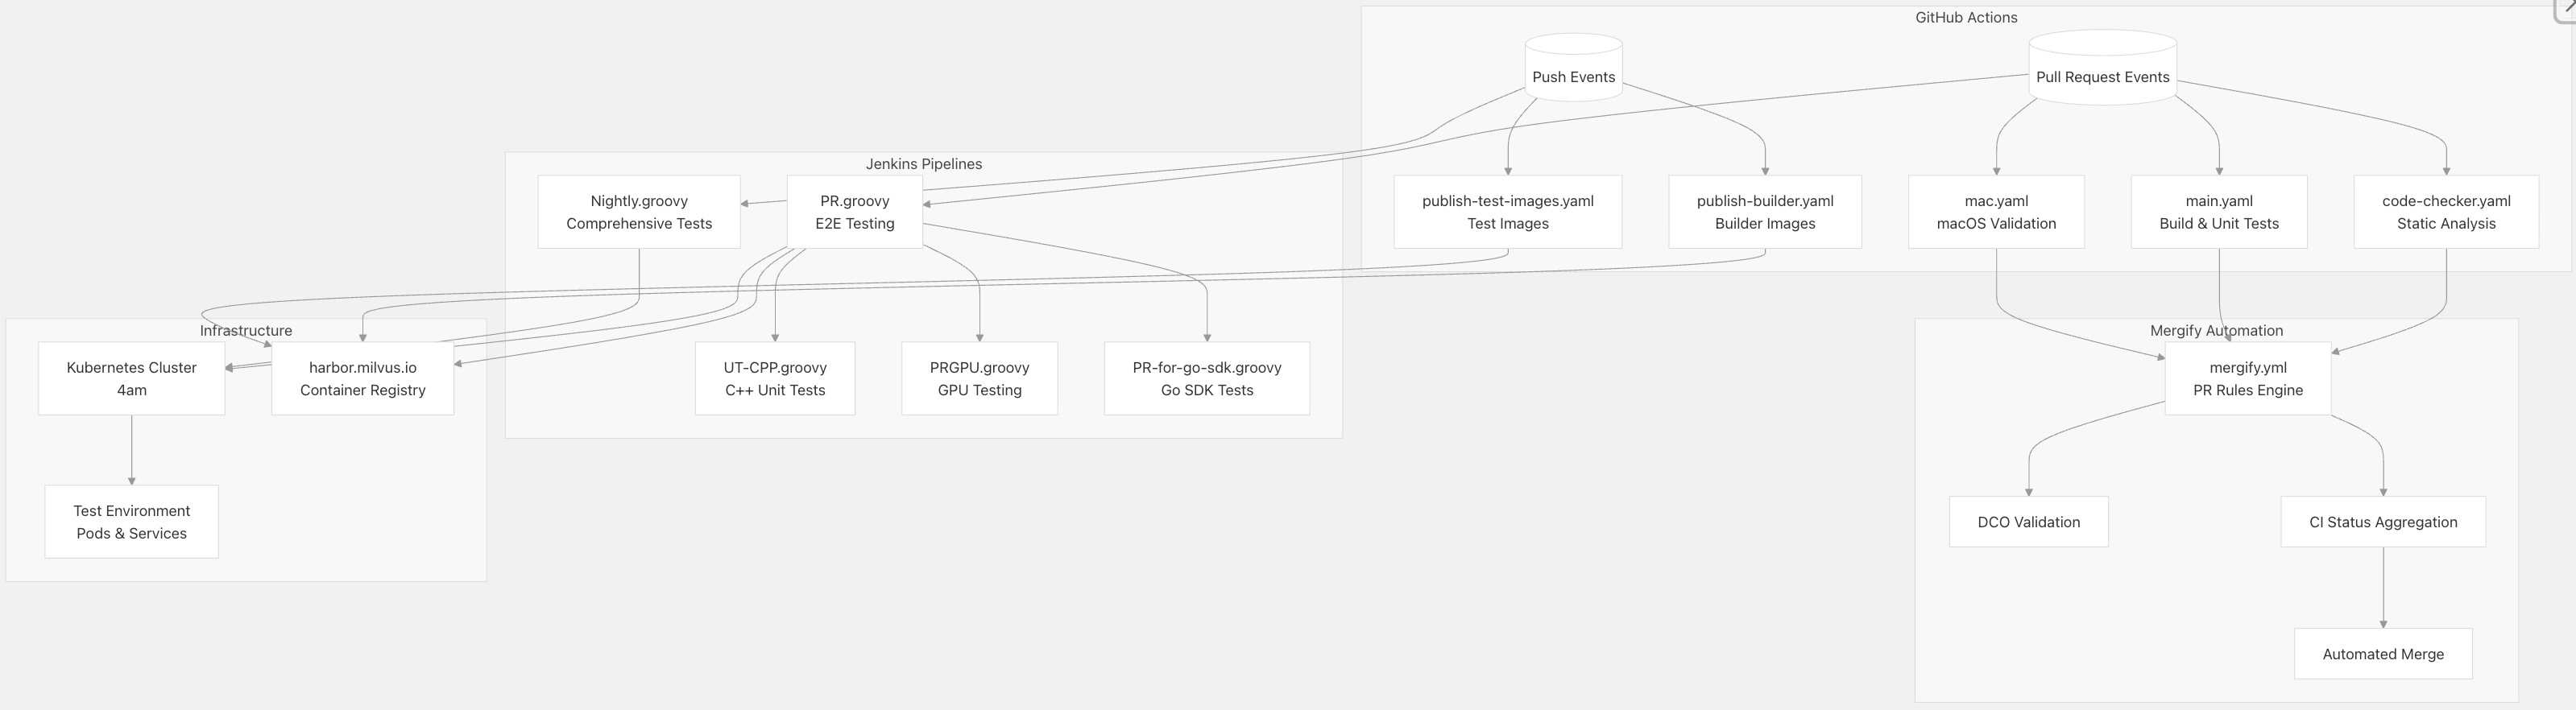 GitHub Actions
Push Events
Pull Request Events
Jenkins Pipelines
Nightly.groovy
Comprehensive Tests
PR.groovy
E2E Testing
publish-test-images.yaml
Test Images
publish-builder.yaml
Builder Images
mac.yaml
macOS Validation
main.yaml
Build & Unit Tests
code-checker.yaml
Static Analysis
Infrastructure
Kubernetes Cluster
4am
harbor.milvus.io
Container Registry
UT-CPP.groovy
C++ Unit Tests
PRGPU.groovy
GPU Testing
PR-for-go-sdk.groovy
Go SDK Tests
Mergify Automation
mergify.yml
PR Rules Engine
Test Environment
Pods & Services
DCO Validation
CI Status Aggregation
Automated Merge